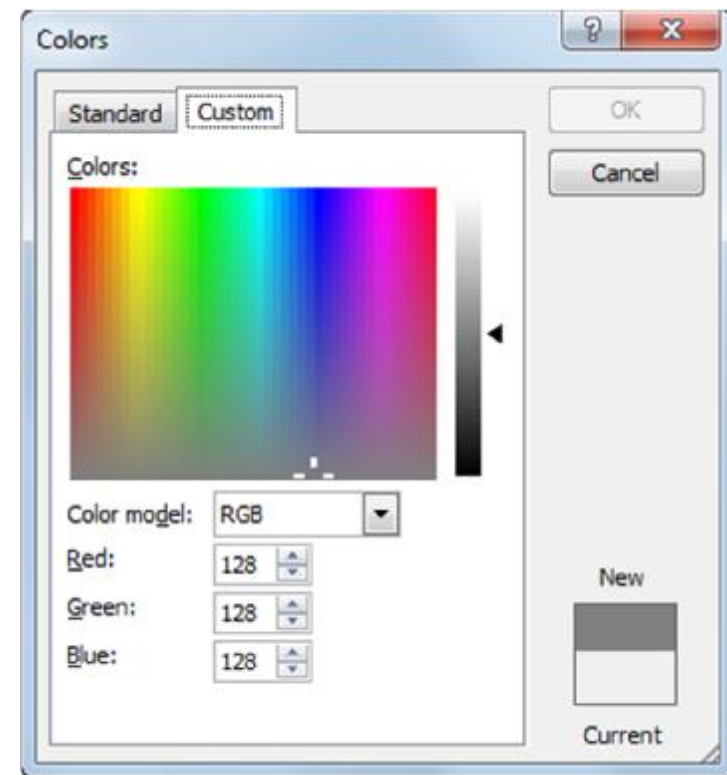 Colors
?
Standard
Custom
OK
Cancel
Colors:
Color model: RGB
Red: 128
Green: 128
Blue: 128
New
Current